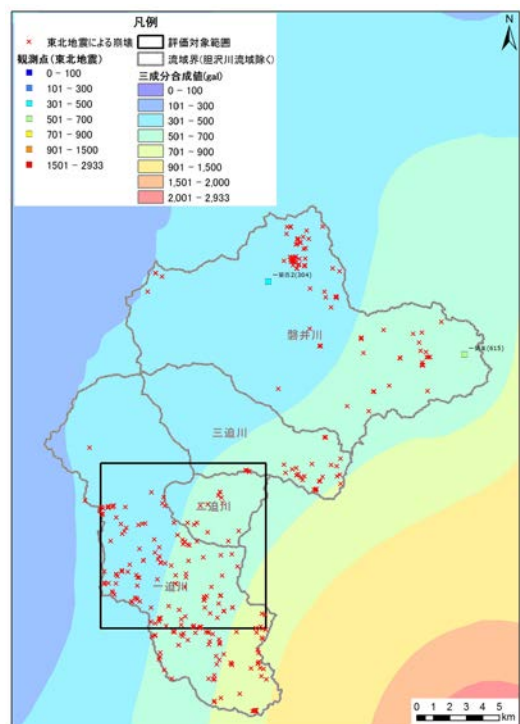 凡例
× 東北地震による崩壊
観測点(東北地震)
0 - 100
101 - 300
301 - 500
501 - 700
701 - 900
901 - 1500
1501 - 2933
評価対象範囲
流域界(胆沢川流域除く)
三成分合成値(gal)
0 - 100
101 - 300
301 - 500
501 - 700
701 - 900
901 - 1,500
1,501 - 2,000
2,001 - 2,933
N
磐井川
三迫川
二迫川
一迫川
0 1 2 3 4 5
km